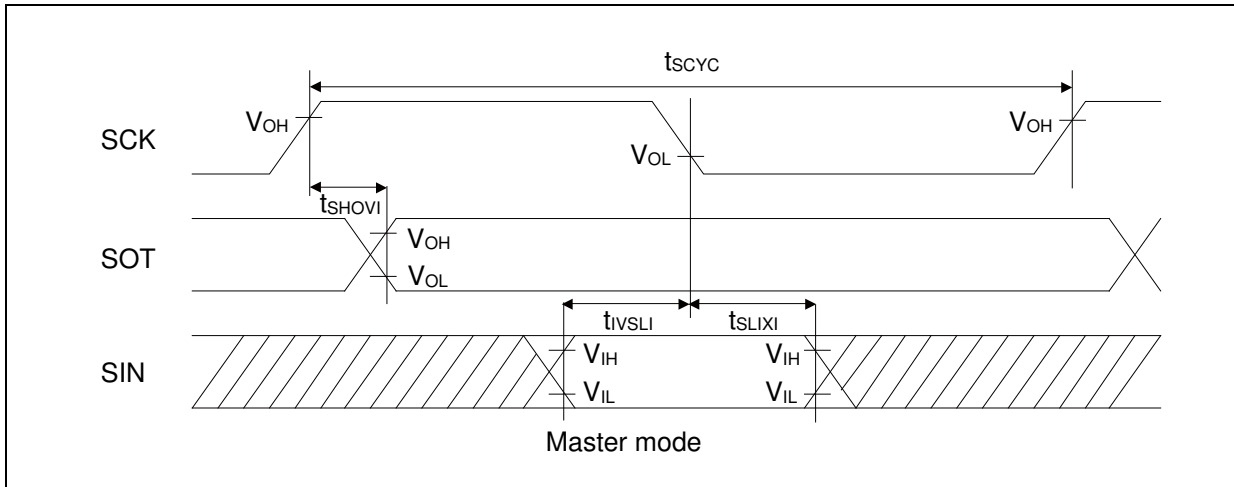 tSCYC
SCK VOH VOL VOH
tSHOVI
SOT VOH
VOL
tIVSLI tSLIXI
SIN VIH VIH
VIL VIL
Master mode